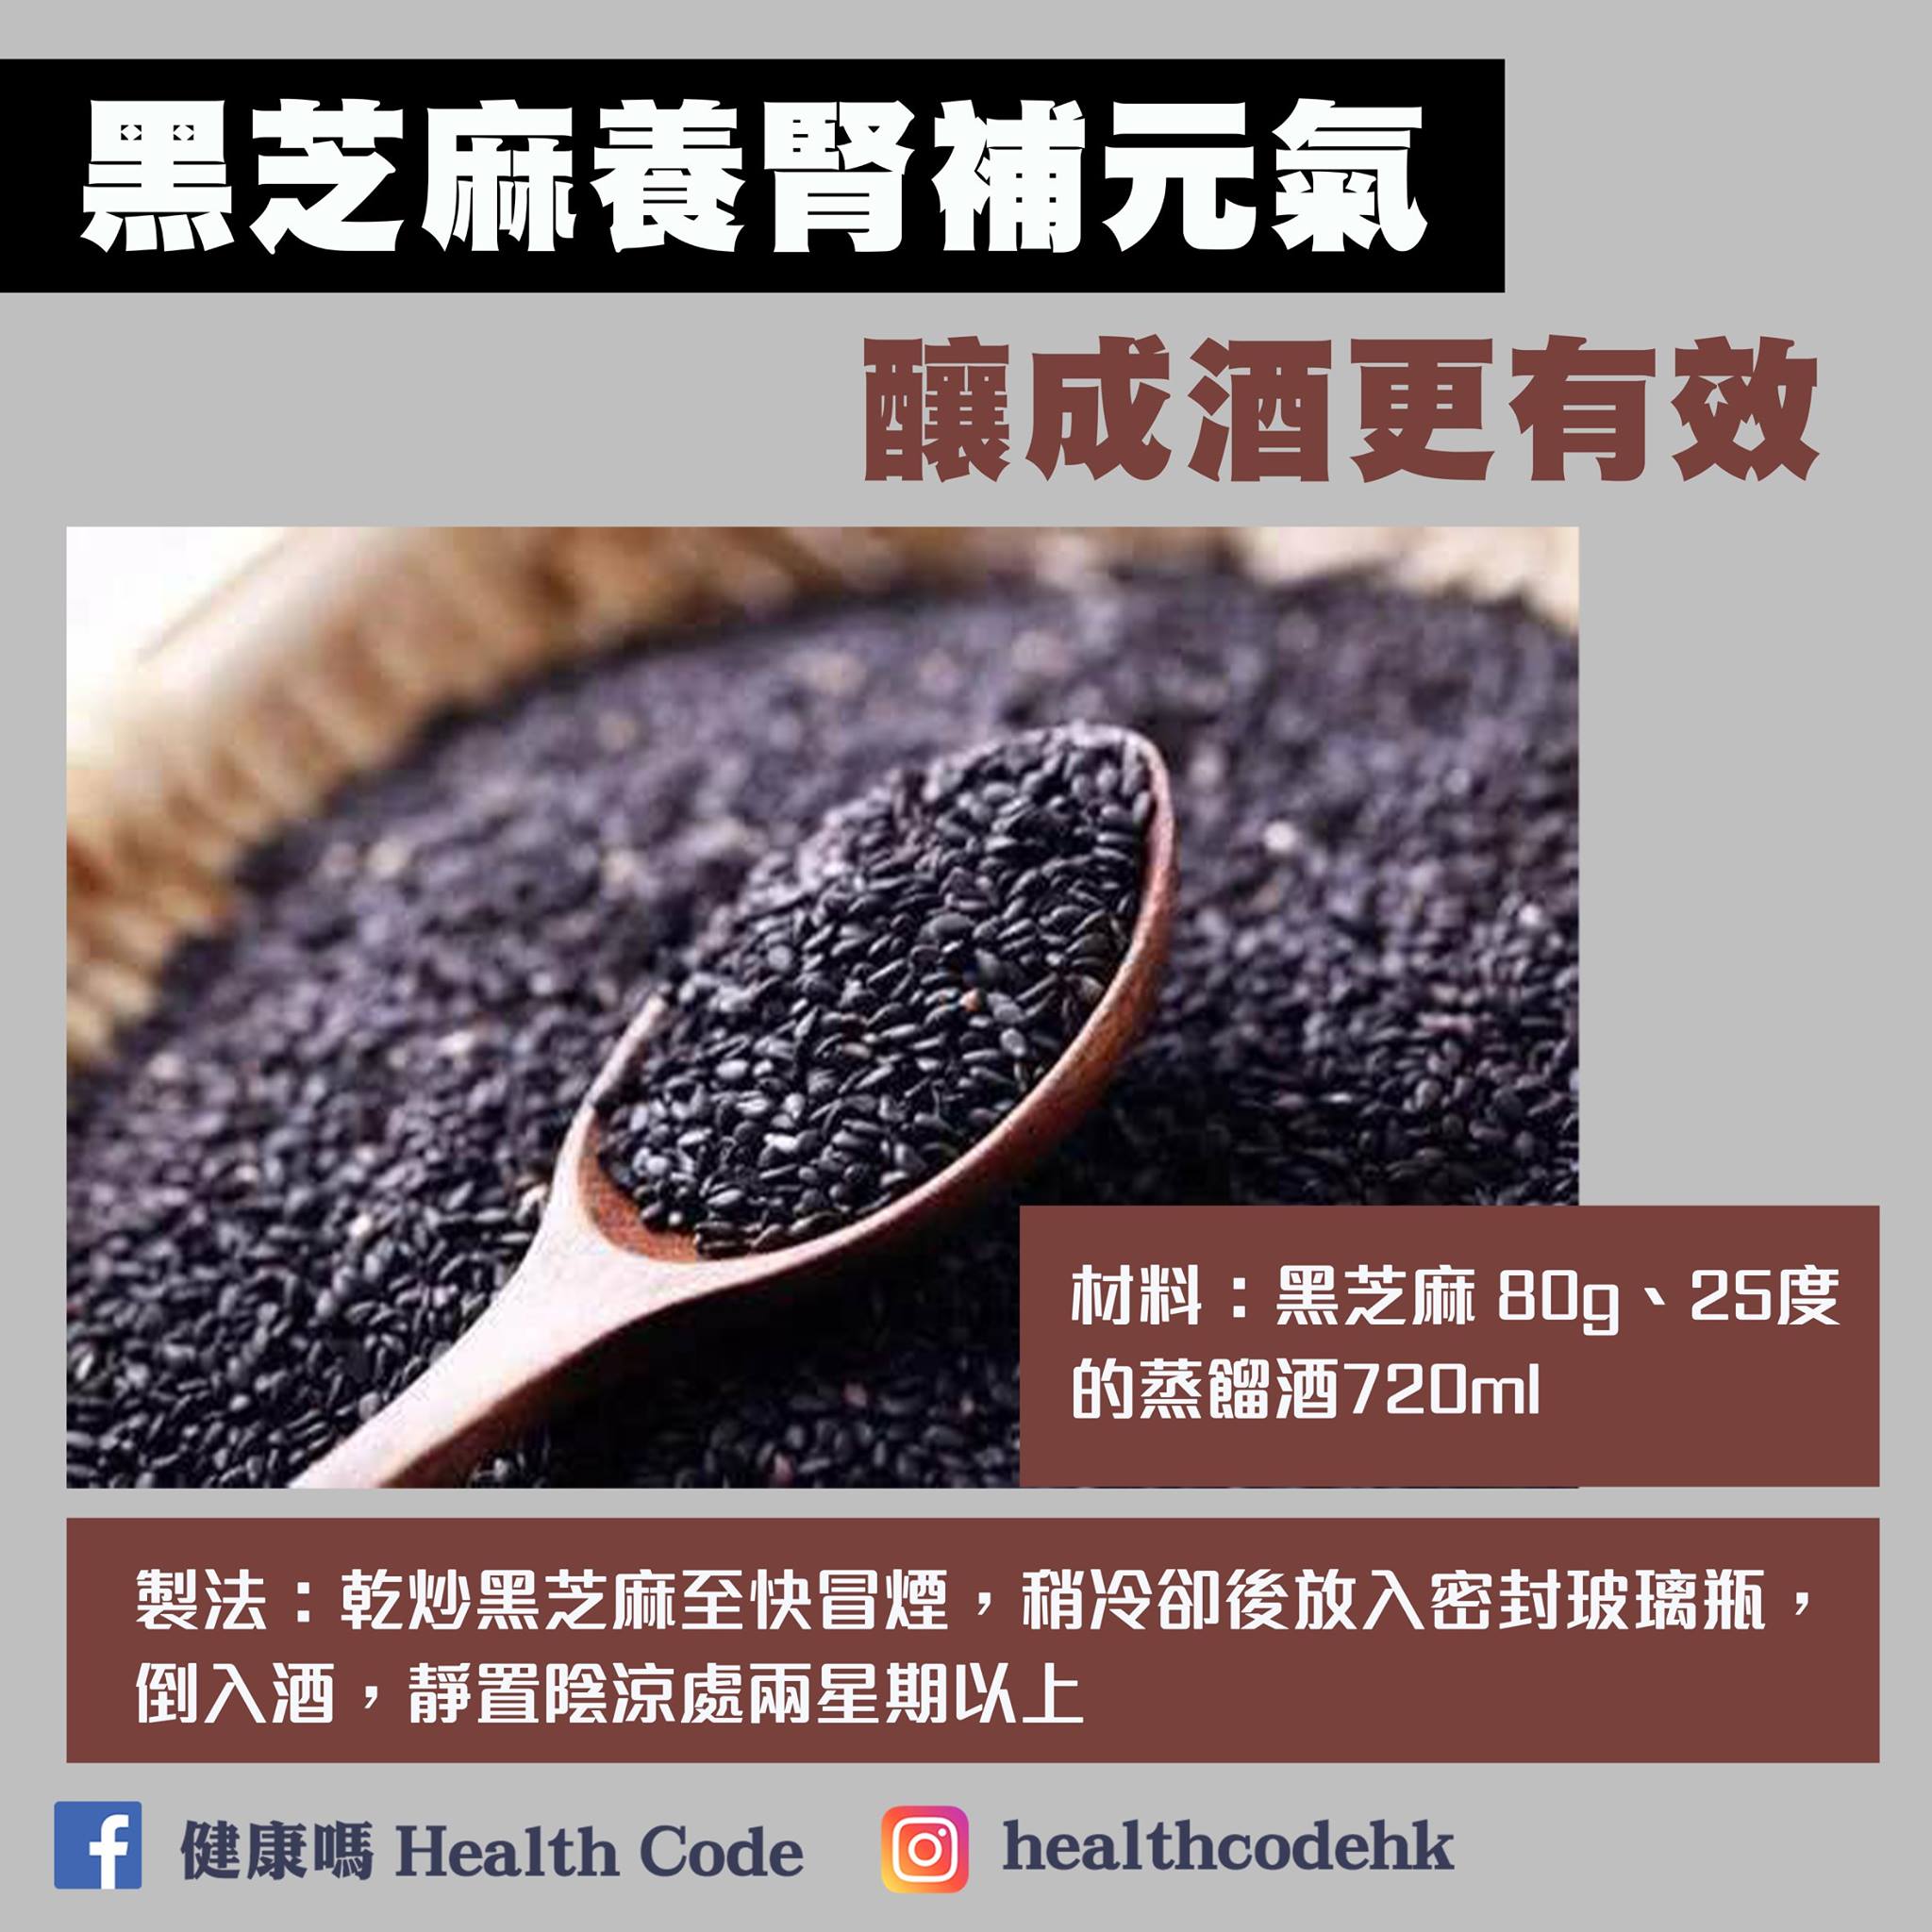 黑芝麻養腎補元氣
釀成酒更有效
材料：黑芝麻 80g、25度
的蒸餾酒720ml
製法：乾炒黑芝麻至快冒煙，稍冷卻後放入密封玻璃瓶，
倒入酒，靜置陰涼處兩星期以上
健康嗎 Health Code
healthcodehk